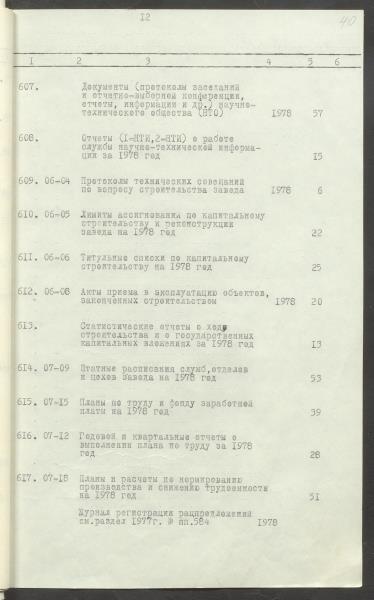 12
40
1 2 3 4 5 6
607. Документы (протоколы заседаний
и отчетно-выборной конференции,
отчеты, информации и др.) научно-
технического общества (НТО) 1978 57
608. Отчеты (I-НТИ,2-НТИ) о работе
службы научно-технической информа-
ции за 1978 год 15
609. 06-04 Протоколы технических совещаний
по вопросу строительства завода 1978 6
610. 06-05 Лимиты ассигнования по капитальному
строительству и реконструкции
завода на 1978 год 22
611. 06-06 Титульные списки по капитальному
строительству на 1978 год 25
612. 06-08 Акты приема в эксплуатацию объектов,
законченных строительством 1978 20
613. Статистические отчеты о ходе
строительства и о государственных
капитальных вложениях за 1978 год 13
614. 07-09 Штатные расписания служб,отделов
и цехов завода на 1978 год 53
615. 07-15 Планы по труду и фонду заработной
платы на 1978 год 39
616. 07-12 Годовой и квартальные отчеты о
выполнении плана по труду за 1978
год 28
617. 07-18 Планы и расчеты по нормированию
производства и снижению трудоемкости
на 1978 год 51
Журнал регистрации рацпредложений
см.раздел 1977г. № пп.584 1978